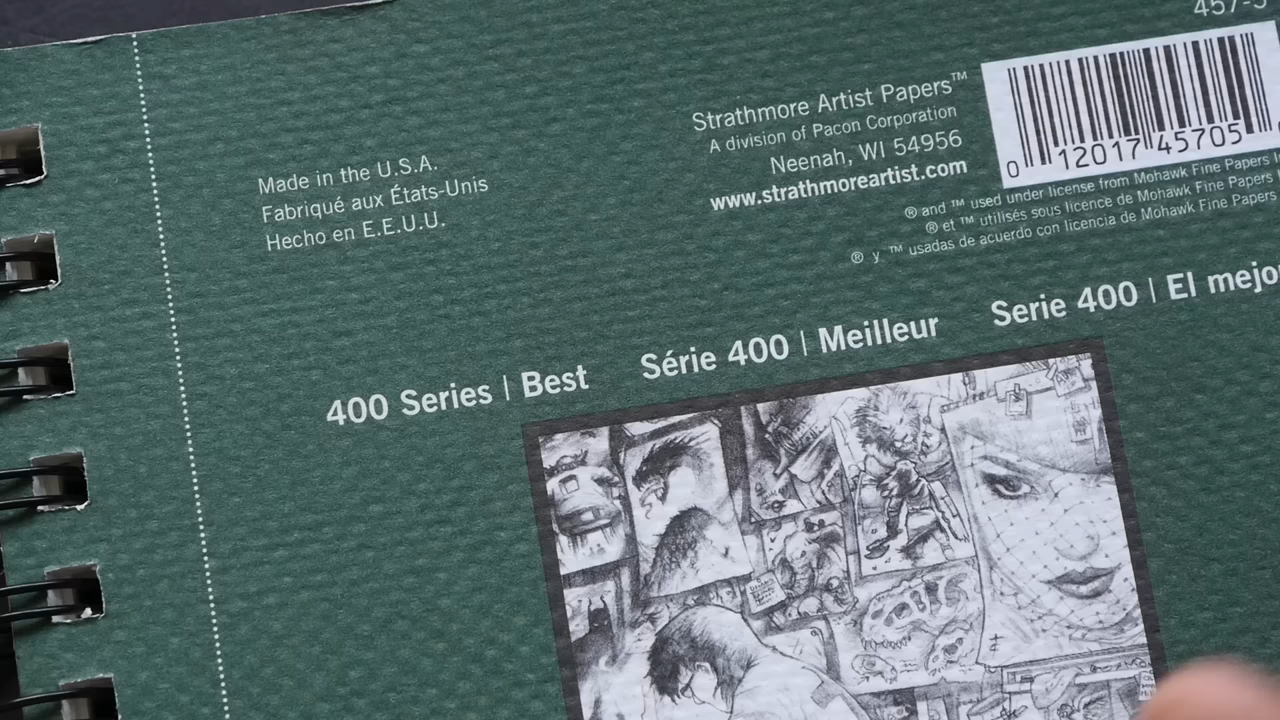 457-5
Strathmore Artist Papers™
A division of Pacon Corporation
Neenah, WI 54956
www.strathmoreartist.com
0 12017 45705
® and ™ used under license from Mohawk Fine Papers
® et ™ utilisés sous licence de Mohawk Fine Papers
® y ™ usadas de acuerdo con licencia de Mohawk Fine Papers
Made in the U.S.A.
Fabriqué aux États-Unis
Hecho en E.E.U.U.
400 Series | Best
Série 400 | Meilleur
Serie 400 | El mejo